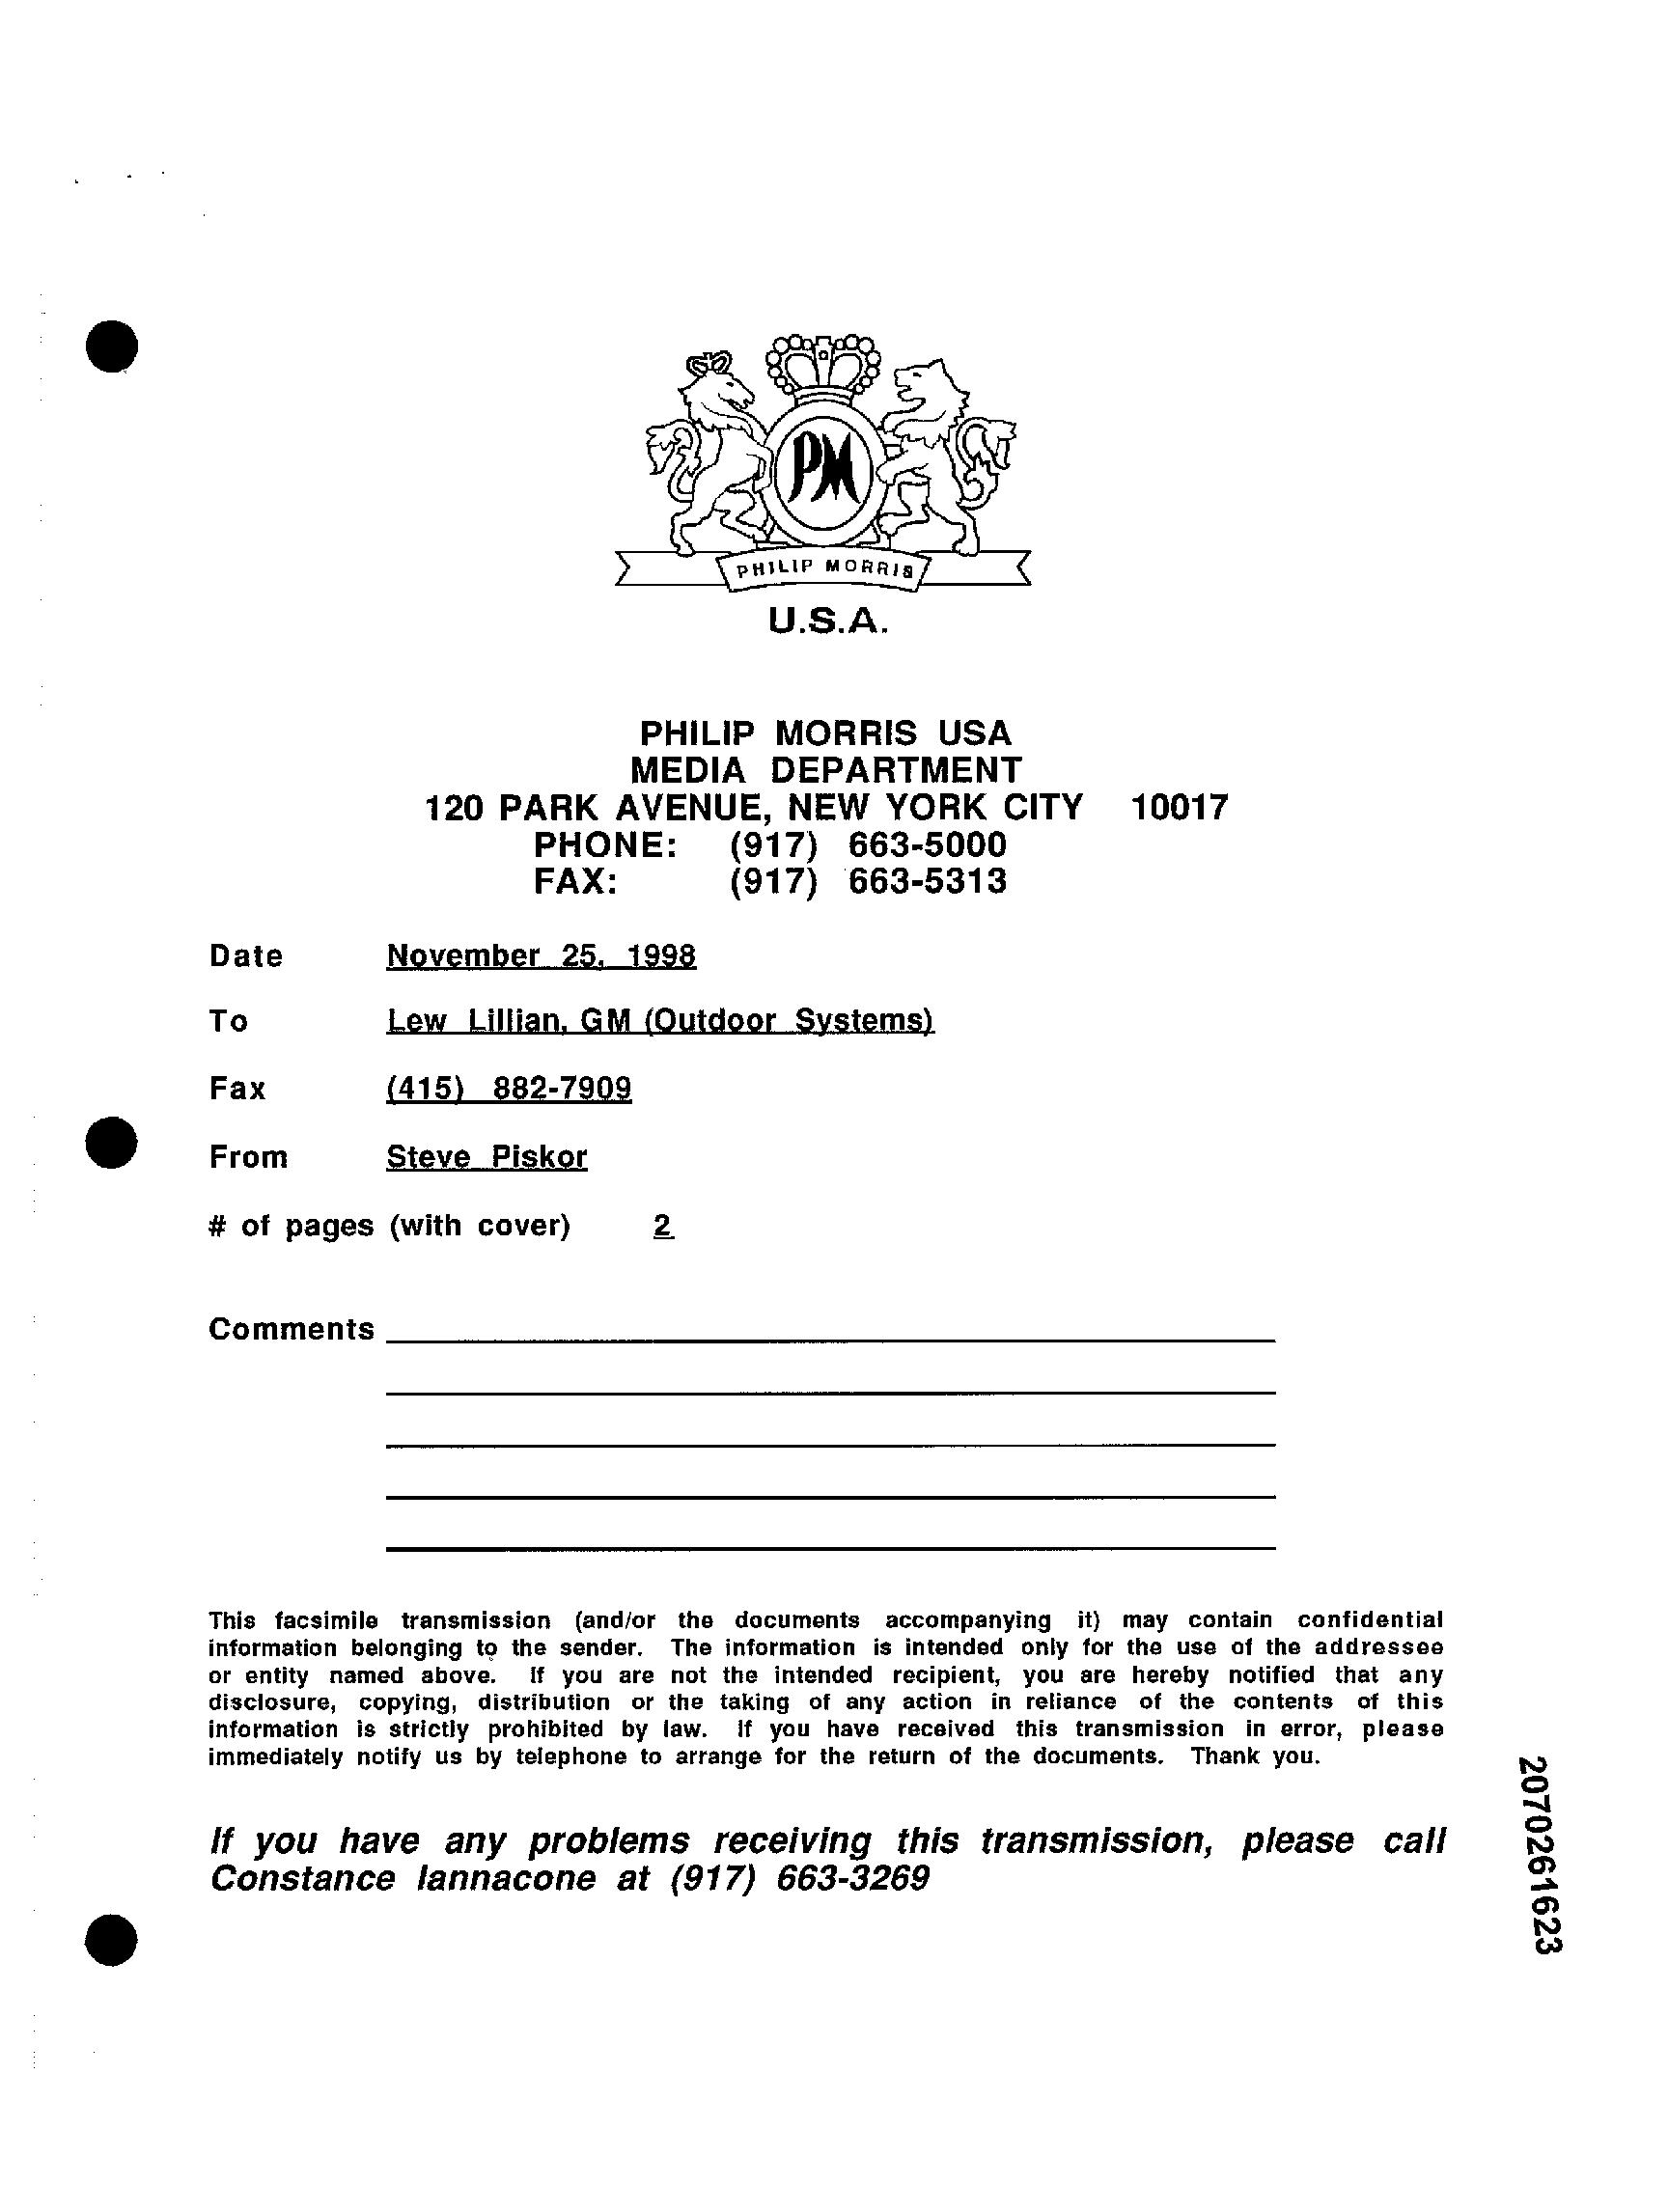 PM
PHILIP MORRIS
U.S.A.
PHILIP MORRIS USA
MEDIA DEPARTMENT
120 PARK AVENUE, NEW YORK CITY 10017
PHONE: (917) 663-5000
FAX: (917) 663-5313
Date November 25, 1998
To Lew Lillian, GM (Outdoor Systems)
Fax (415) 882-7909
From Steve Piskor
# of pages (with cover) 2
Comments
This facsimile transmission (and/or the documents accompanying it) may contain confidential
information belonging to the sender. The information is intended only for the use of the addressee
or entity named above. If you are not the intended recipient, you are hereby notified that any
disclosure, copying, distribution or the taking of any action in reliance of the contents of this
information is strictly prohibited by law. If you have received this transmission in error, please
immediately notify us by telephone to arrange for the return of the documents. Thank you.
If you have any problems receiving this transmission, please call
Constance Iannacone at (917) 663-3269
2070261623